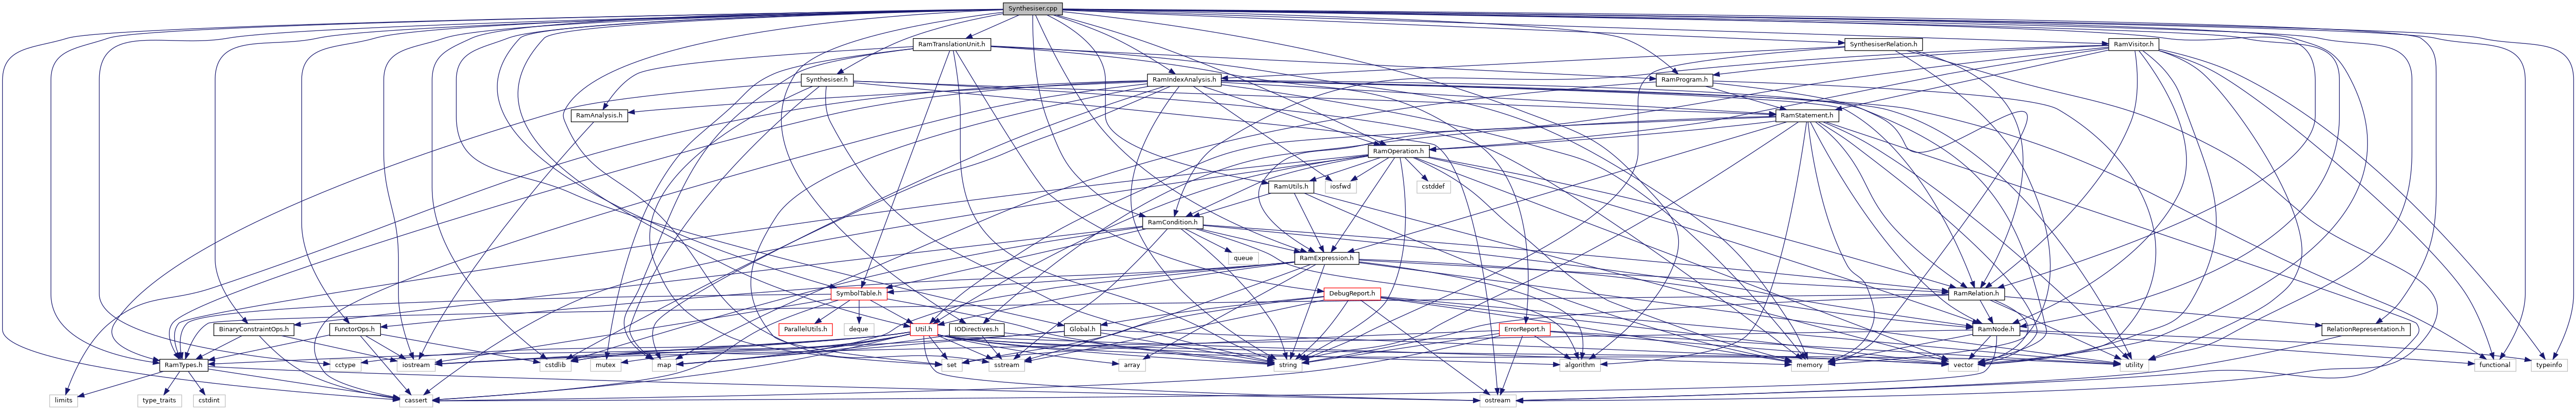 Synthesiser.cpp
RamTranslationUnit.h
SynthesiserRelation.h
RamVisitor.h
Synthesiser.h
RamIndexAnalysis.h
RamProgram.h
RamAnalysis.h
RamStatement.h
RamOperation.h
RamUtils.h
iosfwd
cstddef
RamCondition.h
queue
RamExpression.h
SymbolTable.h
DebugReport.h
RamRelation.h
BinaryConstraintOps.h
FunctorOps.h
ParallelUtils.h
deque
Util.h
IODirectives.h
Global.h
ErrorReport.h
RamNode.h
RelationRepresentation.h
RamTypes.h
cctype
iostream
cstdlib
mutex
map
set
sstream
array
string
algorithm
memory
vector
utility
functional
typeinfo
limits
type_traits
cstdint
cassert
ostream